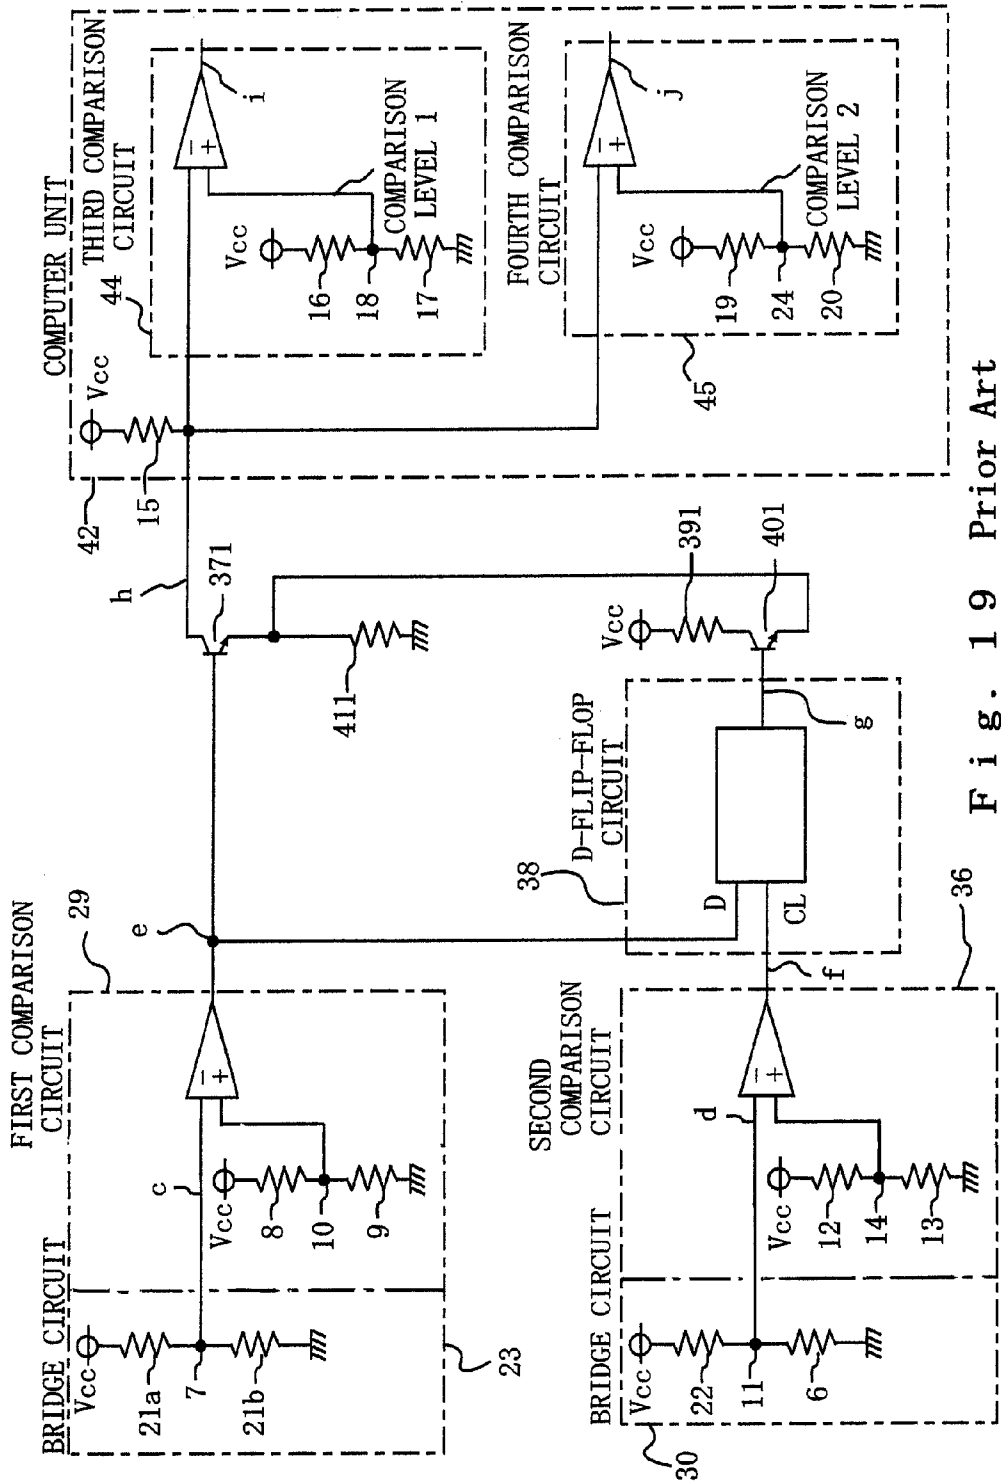 COMPUTER UNIT
42
Vcc
15
THIRD COMPARISON
CIRCUIT
44
−
+
i
Vcc
16
18
17
COMPARISON
LEVEL 1
FOURTH COMPARISON
CIRCUIT
45
−
+
j
Vcc
19
24
20
COMPARISON
LEVEL 2
h
371
411
Vcc
391
401
D-FLIP-FLOP
CIRCUIT
38
D
CL
g
e
f
FIRST COMPARISON
CIRCUIT
29
−
+
c
Vcc
8
10
9
BRIDGE CIRCUIT
Vcc
21a
7
21b
23
SECOND
COMPARISON
CIRCUIT
36
−
+
d
Vcc
12
14
13
BRIDGE CIRCUIT
Vcc
22
11
6
30
Fig. 19 Prior Art